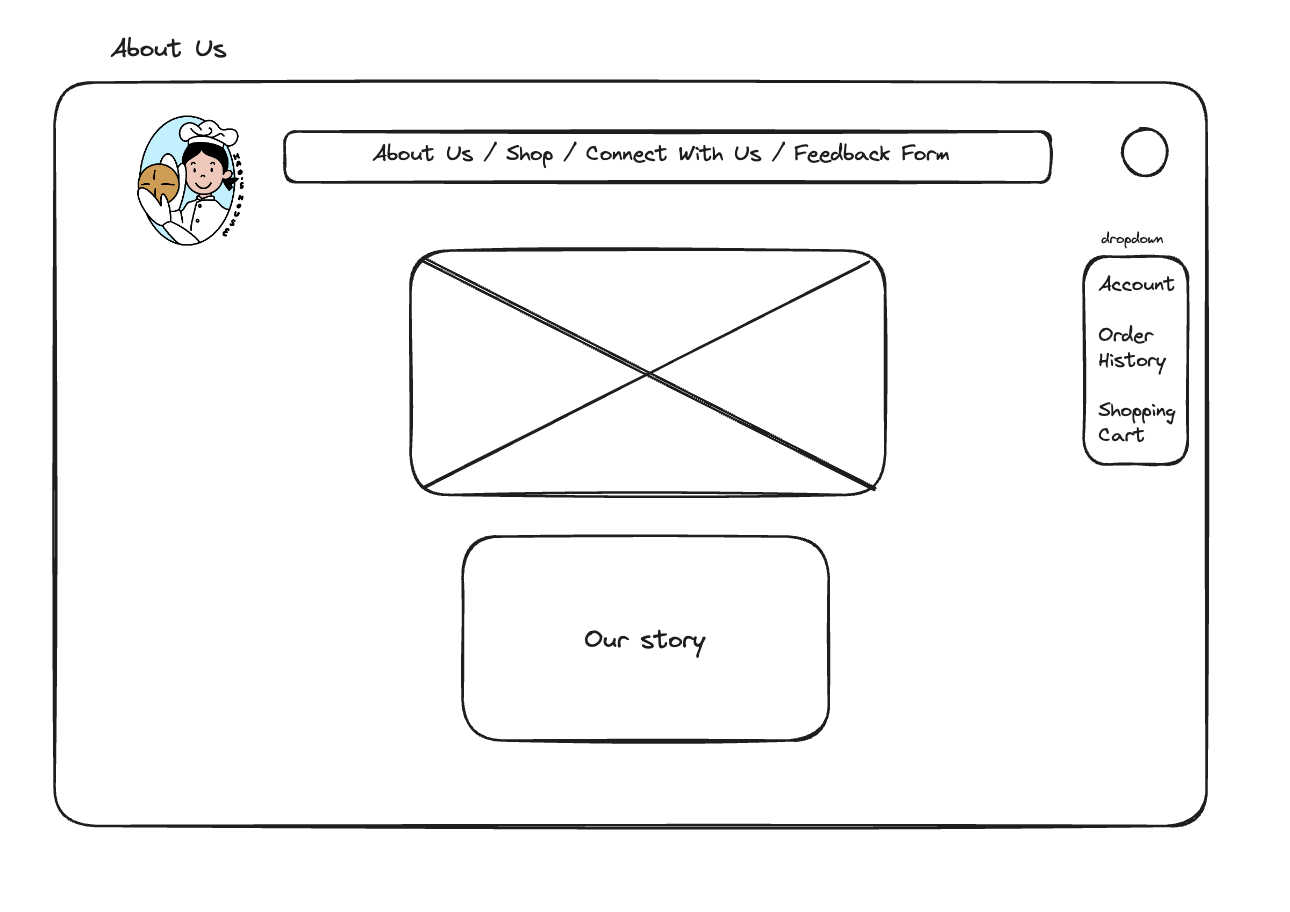 About Us
About Us / Shop / Connect With Us / Feedback Form
dropdown
Account
Order
History
Shopping
Cart
Our story